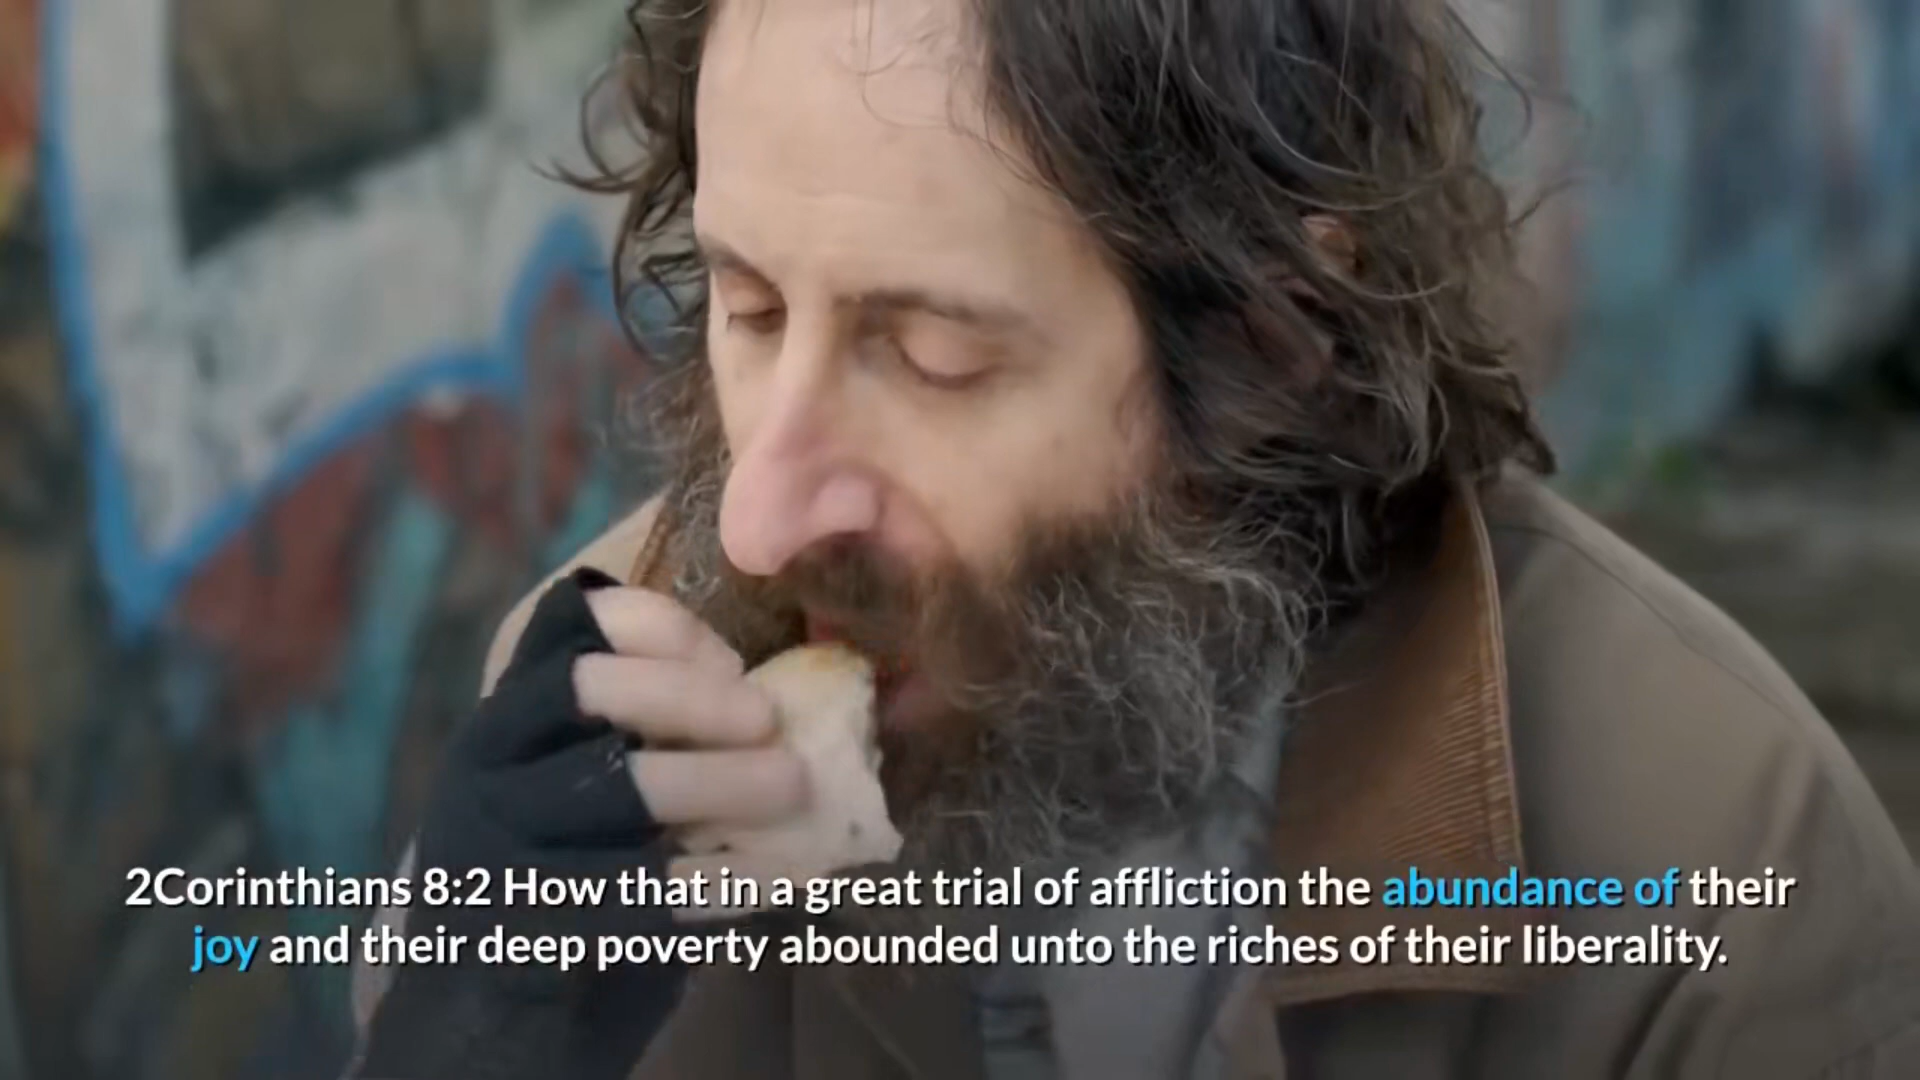 2Corinthians 8:2 How that in a great trial of affliction the abundance of their
joy and their deep poverty abounded unto the riches of their liberality.